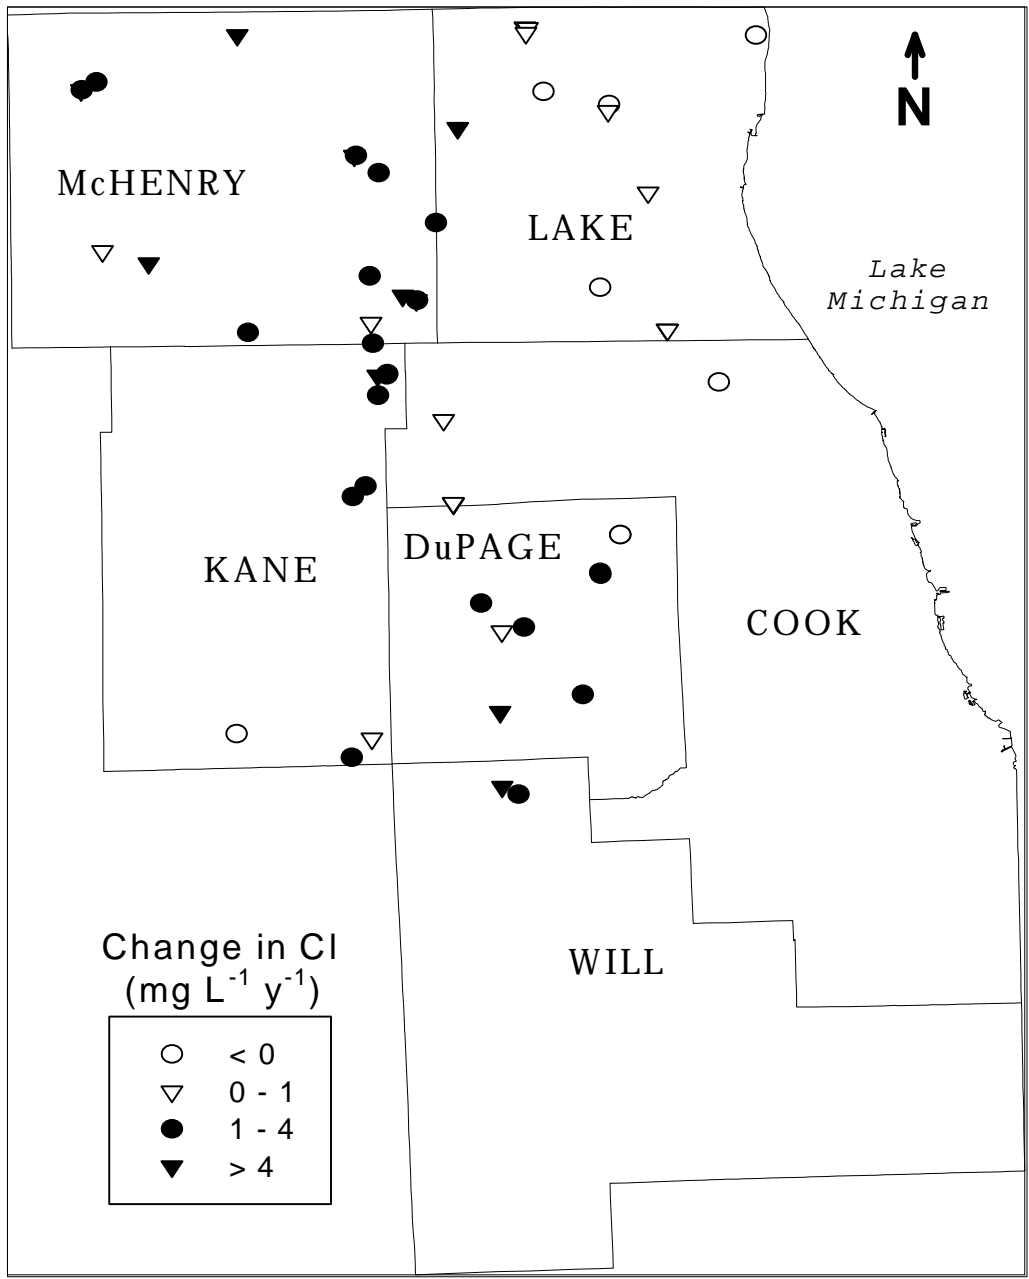 N
McHENRY
LAKE
Lake
Michigan
DuPAGE
KANE
COOK
WILL
Change in Cl
(mg L⁻¹ y⁻¹)
< 0
0 - 1
1 - 4
> 4